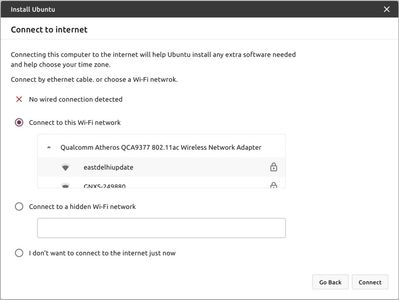 Install Ubuntu
Connect to internet
Connecting this computer to the internet will help Ubuntu install any extra software needed
and help choose your time zone.
Connect by ethernet cable, or choose a Wi-Fi netwrok.
No wired connection detected
Connect to this Wi-Fi network
Qualcomm Atheros QCA9377 802.11ac Wireless Network Adapter
eastdelhiupdate
GNXS-249880
Connect to a hidden Wi-Fi network
I don't want to connect to the internet just now
Go Back Connect